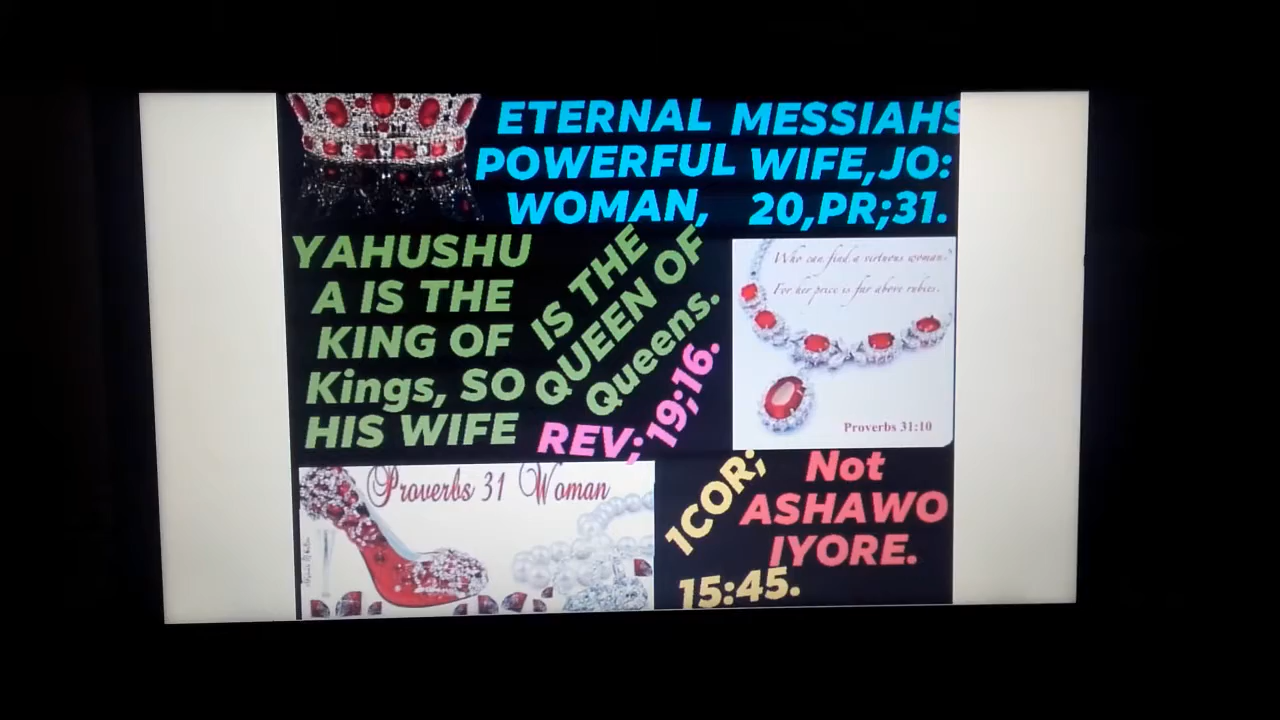 ETERNAL
POWERFUL
WOMAN,
MESSIAHS
WIFE,JO:
20,PR;31.
YAHUSHU
A IS THE
KING OF
Kings, SO
HIS WIFE
IS THE
QUEEN OF
Queens.
REV;19;16.
Who can find a virtuous woman?
For her price is far above rubies.
Proverbs 31:10
Proverbs 31 Woman
1COR;
15:45.
Not
ASHAWO
IYORE.